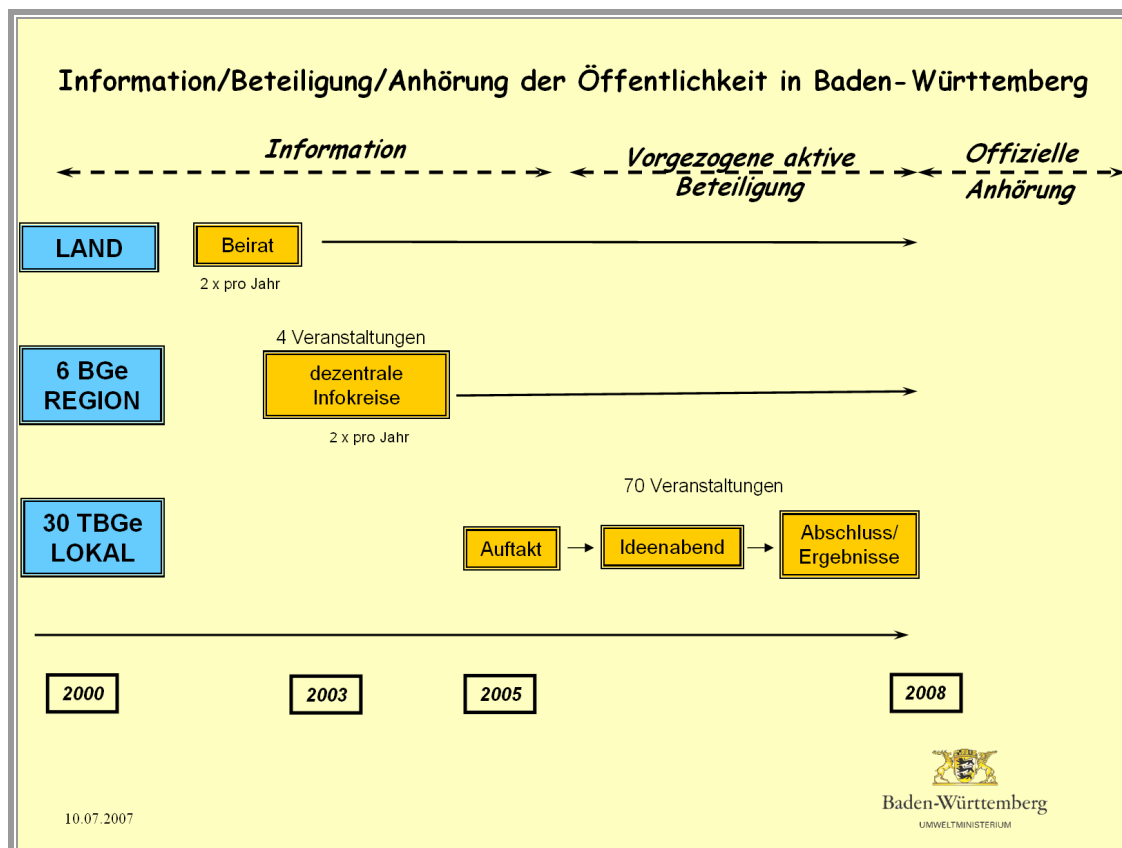 Information/Beteiligung/Anhörung der Öffentlichkeit in Baden-Württemberg
Information
Vorgezogene aktive
Beteiligung
Offizielle
Anhörung
LAND
Beirat
2 x pro Jahr
4 Veranstaltungen
6 BGe
REGION
dezentrale
Infokreise
2 x pro Jahr
70 Veranstaltungen
30 TBGe
LOKAL
Auftakt
Ideenabend
Abschluss/
Ergebnisse
2000
2003
2005
2008
10.07.2007
Baden-Württemberg
UMWELTMINISTERIUM